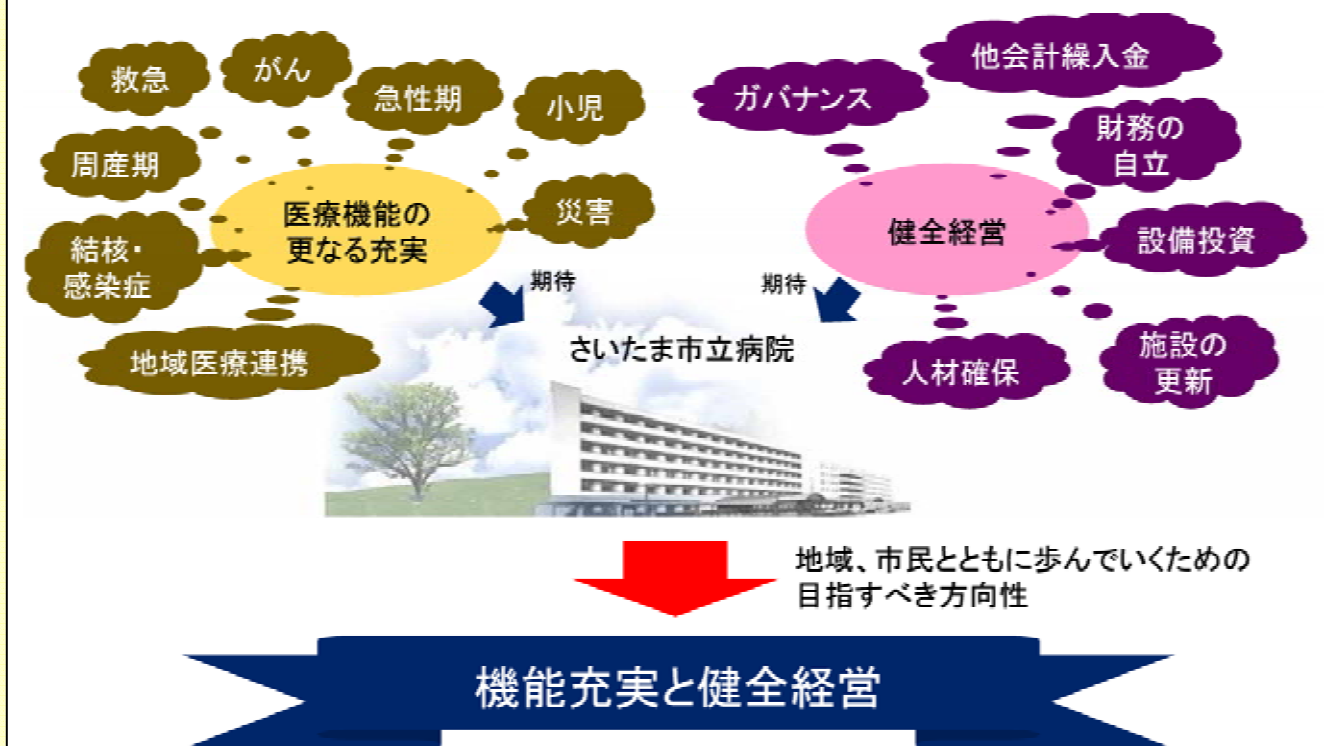 救急
がん
急性期
小児
周産期
災害
結核・
感染症
地域医療連携
医療機能の
更なる充実
期待
ガバナンス
他会計繰入金
財務の
自立
設備投資
施設の
更新
人材確保
健全経営
期待
さいたま市立病院
地域、市民とともに歩んでいくための
目指すべき方向性
機能充実と健全経営